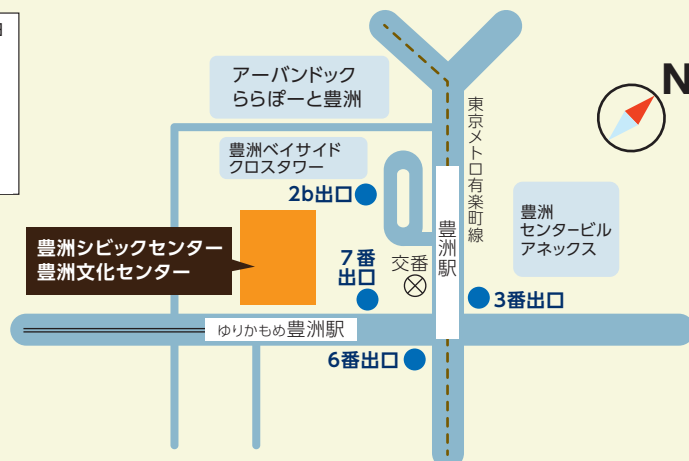 アーバンドック
ららぽーと豊洲
N
東京メトロ有楽町線
豊洲ベイサイド
クロスタワー
2b出口
豊洲
センタービル
アネックス
豊洲シビックセンター
豊洲文化センター
7番
出口
交番
豊洲駅
3番出口
ゆりかもめ豊洲駅
6番出口